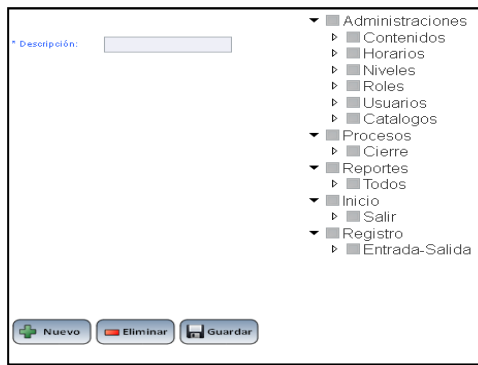 * Descripción:
Administraciones
Contenidos
Horarios
Niveles
Roles
Usuarios
Catalogos
Procesos
Cierre
Reportes
Todos
Inicio
Salir
Registro
Entrada-Salida
Nuevo Eliminar Guardar